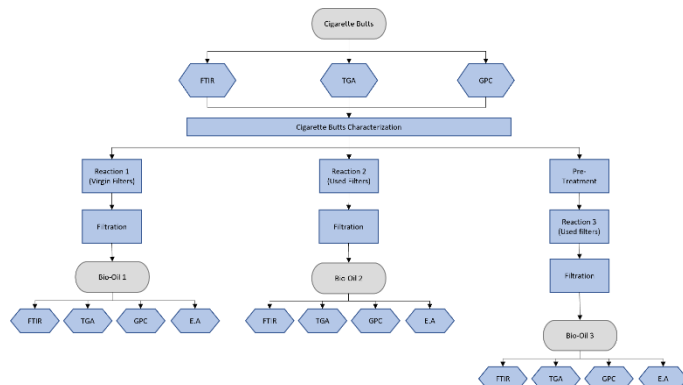 Cigarette Butts
FTIR
TGA
GPC
Cigarette Butts Characterization
Reaction 1
(Virgin Filters)
Reaction 2
(Used Filters)
Pre-
Treatment
Filtration
Filtration
Reaction 3
(Used filters)
Bio-Oil 1
Bio Oil 2
Filtration
FTIR
TGA
GPC
E.A
FTIR
TGA
GPC
E.A
Bio-Oil 3
FTIR
TGA
GPC
E.A